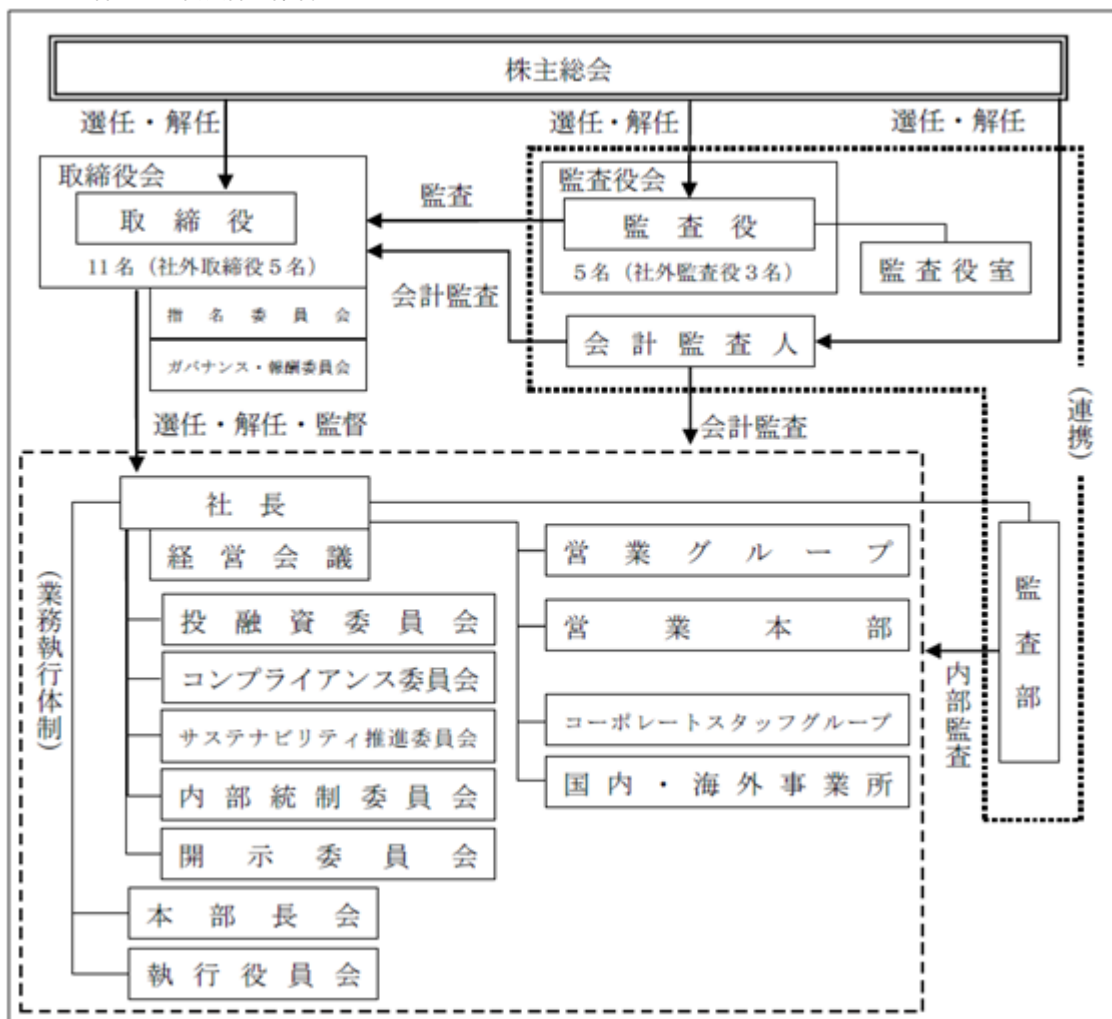 株主総会
選任・解任
選任・解任
選任・解任
取締役会
取締役
11名（社外取締役５名）
指名委員会
ガバナンス・報酬委員会
監査
会計監査
監査役会
監査役
５名（社外監査役３名）
監査役室
会計監査人
（連携）
選任・解任・監督
会計監査
（業務執行体制）
社長
経営会議
投融資委員会
コンプライアンス委員会
サステナビリティ推進委員会
内部統制委員会
開示委員会
本部長会
執行役員会
営業グループ
営業本部
コーポレートスタッフグループ
国内・海外事業所
内部監査
監査部